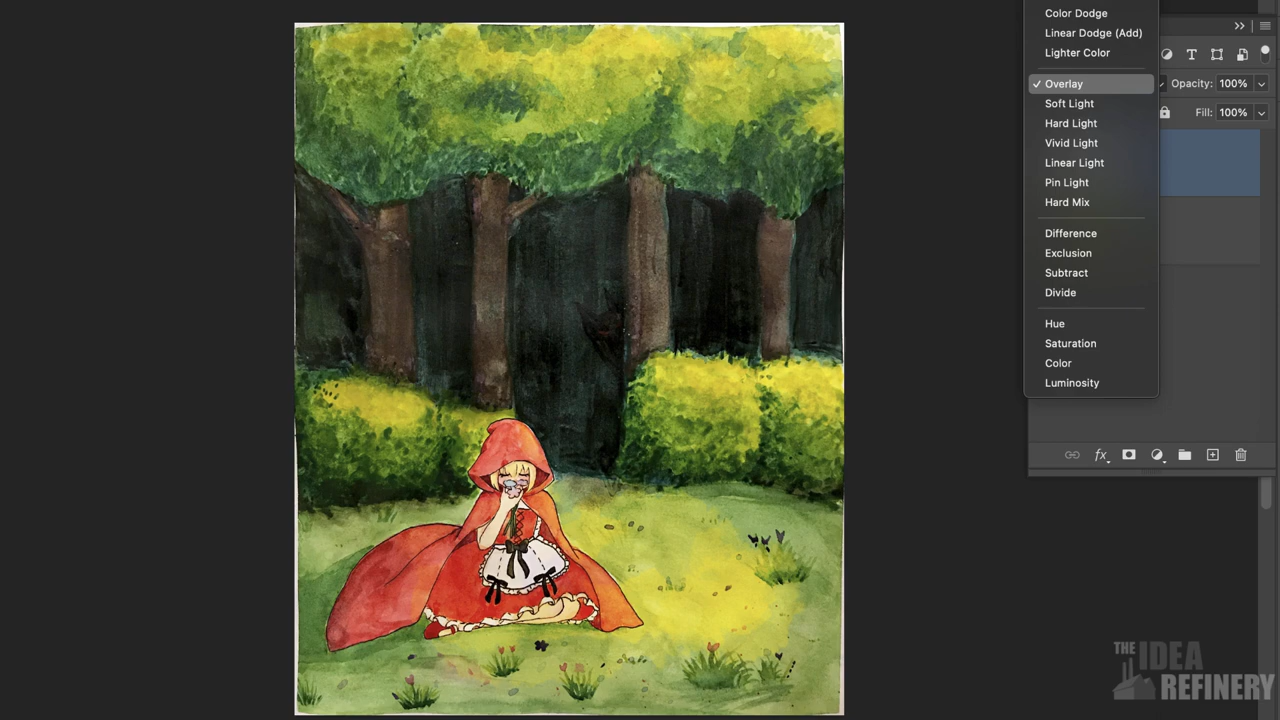 Color Dodge
Linear Dodge (Add)
Lighter Color
Overlay
Opacity: 100%
Soft Light
Hard Light
Fill: 100%
Vivid Light
Linear Light
Pin Light
Hard Mix
Difference
Exclusion
Subtract
Divide
Hue
Saturation
Color
Luminosity
fx
THE IDEA
REFINERY